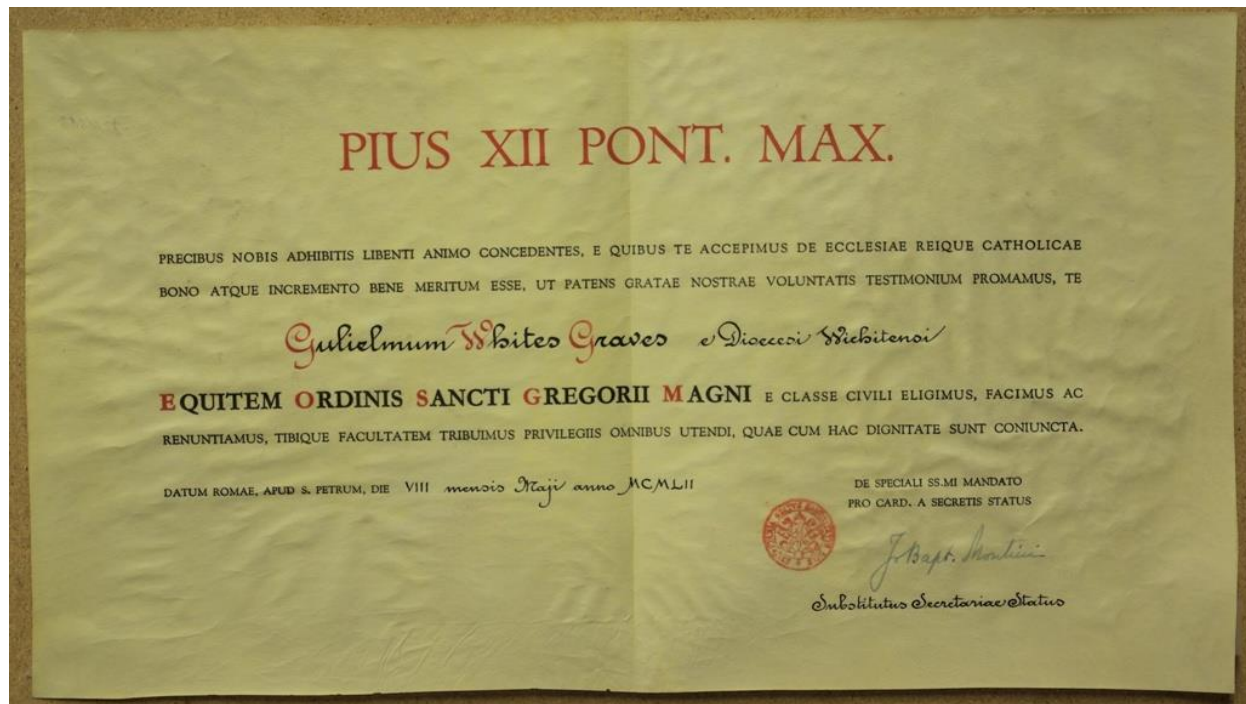 PIUS XII PONT. MAX.
PRECIBUS NOBIS ADHIBITIS LIBENTI ANIMO CONCEDENTES, E QUIBUS TE ACCEPIMUS DE ECCLESIAE REIQUE CATHOLICAE
BONO ATQUE INCREMENTO BENE MERITUM ESSE, UT PATENS GRATAE NOSTRAE VOLUNTATIS TESTIMONIUM PROMAMUS, TE
Gulielmum Whites Graves e Dioecesi Wichitensi
EQUITEM ORDINIS SANCTI GREGORII MAGNI E CLASSE CIVILI ELIGIMUS, FACIMUS AC
RENUNTIAMUS, TIBIQUE FACULTATEM TRIBUIMUS PRIVILEGIIS OMNIBUS UTENDI, QUAE CUM HAC DIGNITATE SUNT CONIUNCTA.
DATUM ROMAE, APUD S. PETRUM, DIE VIII mensis Maji anno MCMLII
DE SPECIALI SS.MI MANDATO
PRO CARD. A SECRETIS STATUS
J. Bapt. Montini
Substitutus Secretariae Status